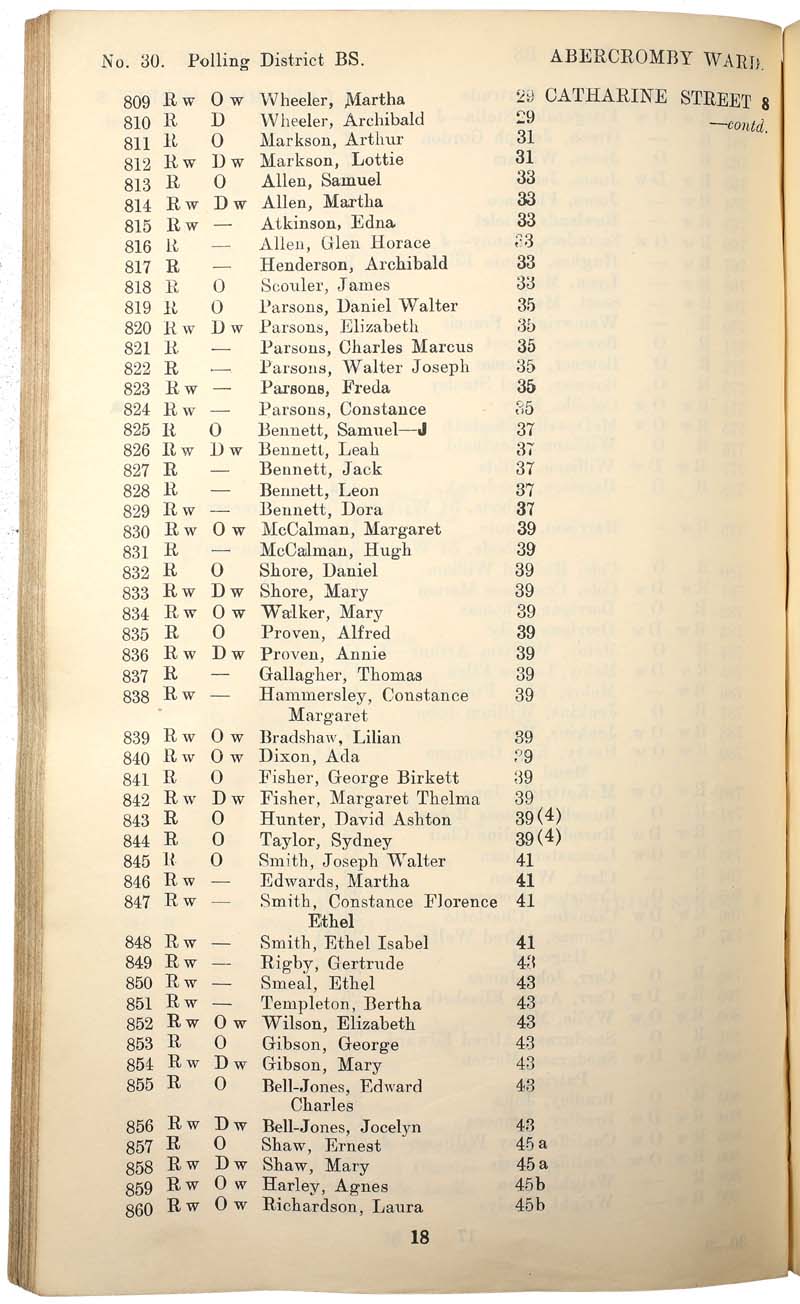 No. 30. Polling District BS. ABERCROMBY WARD.
809 R w O w Wheeler, Martha 29 CATHARINE STREET 8
810 R D Wheeler, Archibald 29 —contd.
811 R O Markson, Arthur 31
812 R w D w Markson, Lottie 31
813 R O Allen, Samuel 33
814 R w D w Allen, Martha 33
815 R w — Atkinson, Edna 33
816 R — Allen, Glen Horace 33
817 R — Henderson, Archibald 33
818 R O Scouler, James 33
819 R O Parsons, Daniel Walter 35
820 R w D w Parsons, Elizabeth 35
821 R — Parsons, Charles Marcus 35
822 R — Parsons, Walter Joseph 35
823 R w — Parsons, Freda 35
824 R w — Parsons, Constance 35
825 R O Bennett, Samuel—J 37
826 R w D w Bennett, Leah 37
827 R — Bennett, Jack 37
828 R — Bennett, Leon 37
829 R w — Bennett, Dora 37
830 R w O w McCalman, Margaret 39
831 R — McCalman, Hugh 39
832 R O Shore, Daniel 39
833 R w D w Shore, Mary 39
834 R w O w Walker, Mary 39
835 R O Proven, Alfred 39
836 R w D w Proven, Annie 39
837 R — Gallagher, Thomas 39
838 R w — Hammersley, Constance 39
Margaret
839 R w O w Bradshaw, Lilian 39
840 R w O w Dixon, Ada 39
841 R O Fisher, George Birkett 39
842 R w D w Fisher, Margaret Thelma 39
843 R O Hunter, David Ashton 39 (4)
844 R O Taylor, Sydney 39 (4)
845 R O Smith, Joseph Walter 41
846 R w — Edwards, Martha 41
847 R w — Smith, Constance Florence 41
Ethel
848 R w — Smith, Ethel Isabel 41
849 R w — Rigby, Gertrude 43
850 R w — Smeal, Ethel 43
851 R w — Templeton, Bertha 43
852 R w O w Wilson, Elizabeth 43
853 R O Gibson, George 43
854 R w D w Gibson, Mary 43
855 R O Bell-Jones, Edward 43
Charles
856 R w D w Bell-Jones, Jocelyn 43
857 R O Shaw, Ernest 45 a
858 R w D w Shaw, Mary 45 a
859 R w O w Harley, Agnes 45b
860 R w O w Richardson, Laura 45b
18